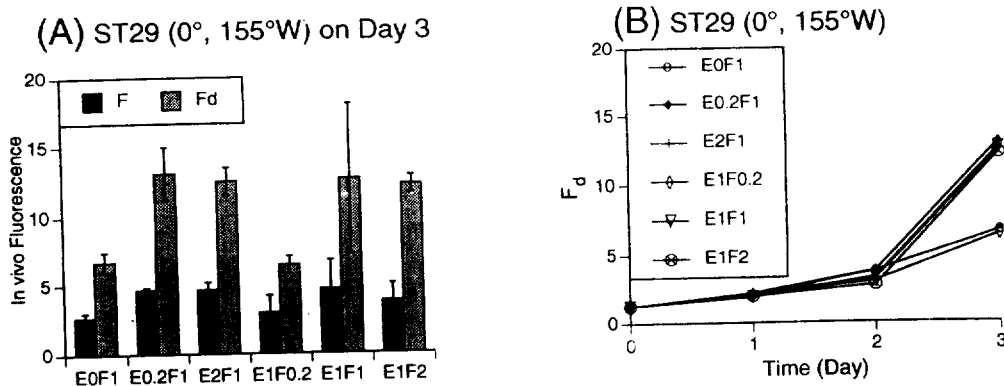 (A) ST29 (0°, 155°W) on Day 3
20
15
10
5
0
In vivo Fluorescence
F
Fd
E0F1
E0.2F1
E2F1
E1F0.2
E1F1
E1F2
(B) ST29 (0°, 155°W)
20
15
10
5
0
Fd
E0F1
E0.2F1
E2F1
E1F0.2
E1F1
E1F2
0
1
2
3
Time (Day)